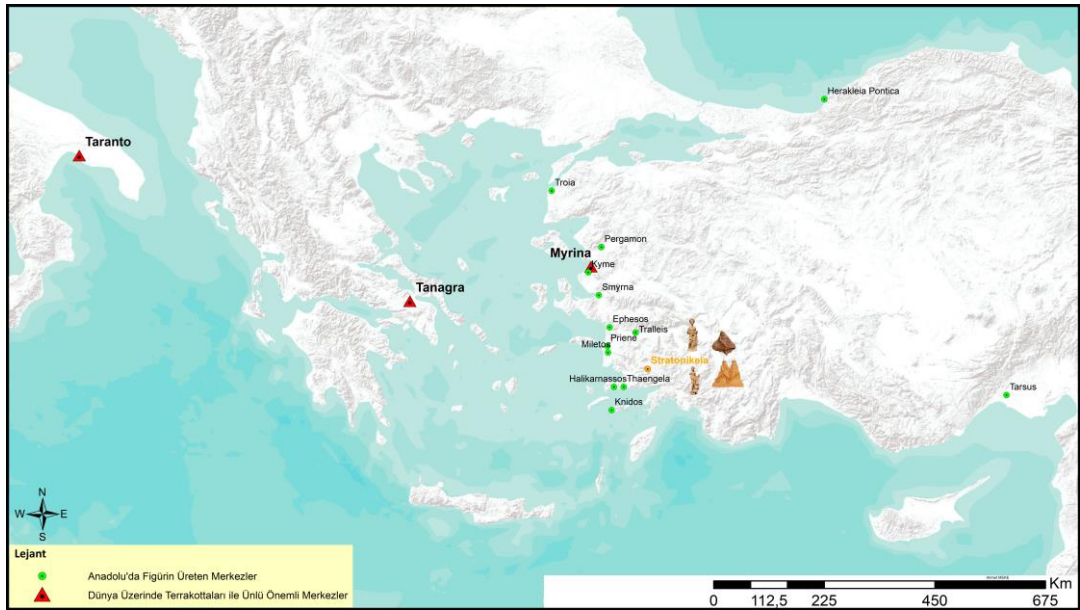 Herakleia Pontica
Taranto
Troia
Pergamon
Myrina
Kyme
Tanagra
Smyrna
Ephesos
Tralleis
Priene
Miletos
Stratonikeia
Halikarnassos
Thaengela
Knidos
Tarsus
N
W E
S
Lejant
Anadolu'da Figürin Üreten Merkezler
Dünya Üzerinde Terrakottaları ile Ünlü Önemli Merkezler
Km
0 112,5 225 450 675